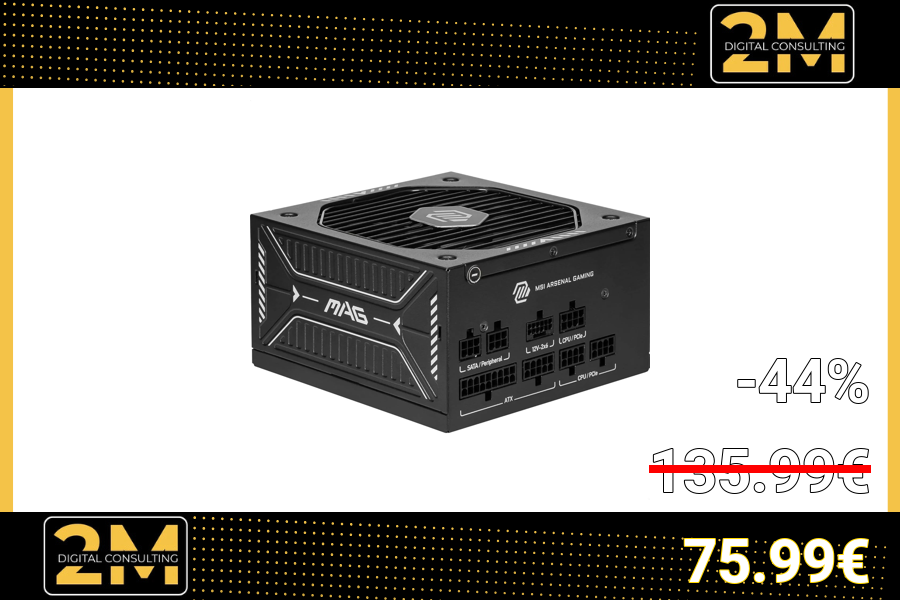 2M
DIGITAL CONSULTING
MAG
MSI ARSENAL GAMING
SATA / Peripheral
12V-2x6
CPU / PCIe
ATX
CPU / PCIe
-44%
135.99€
2M
DIGITAL CONSULTING
75.99€